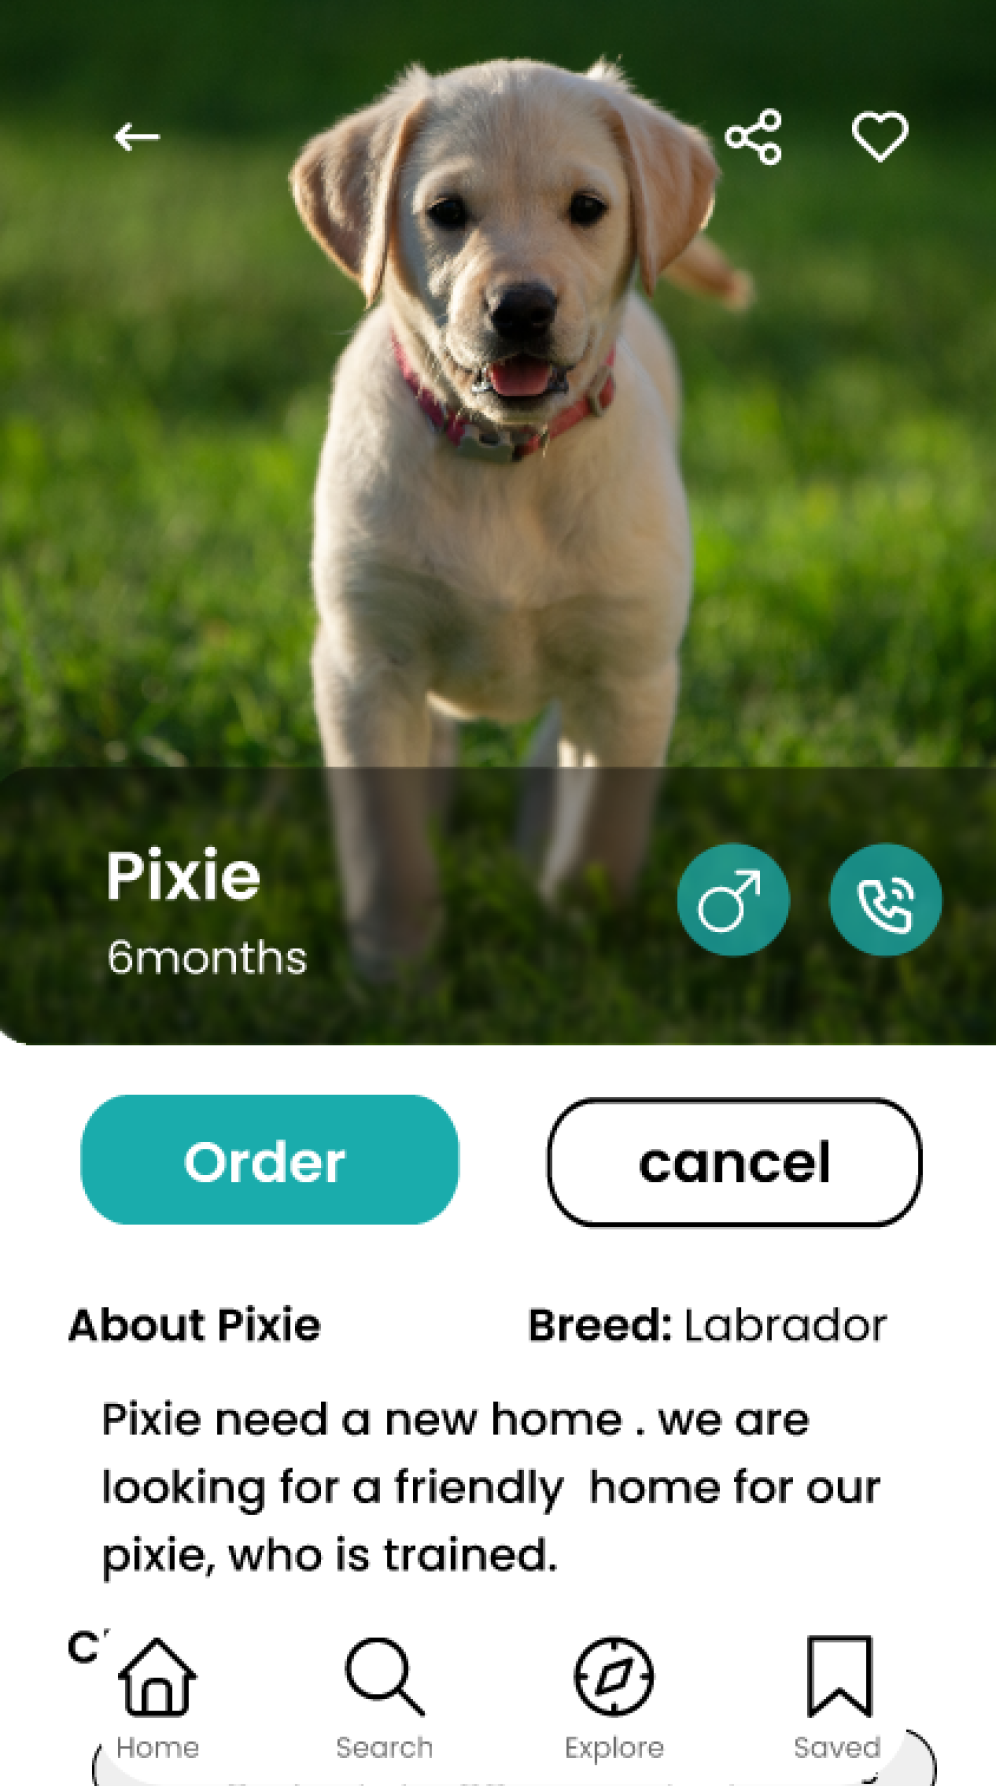 Pixie
6months
Order
cancel
About Pixie
Breed: Labrador
Pixie need a new home . we are
looking for a friendly  home for our
pixie, who is trained.
Home
Search
Explore
Saved